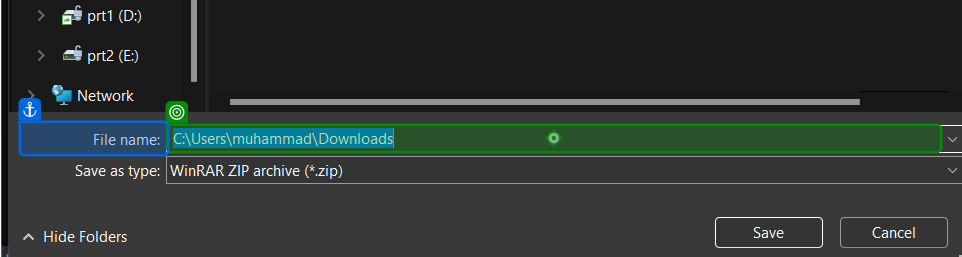 prt1 (D:)
prt2 (E:)
Network
File name: C:\Users\muhammad\Downloads
Save as type: WinRAR ZIP archive (*.zip)
Hide Folders
Save
Cancel